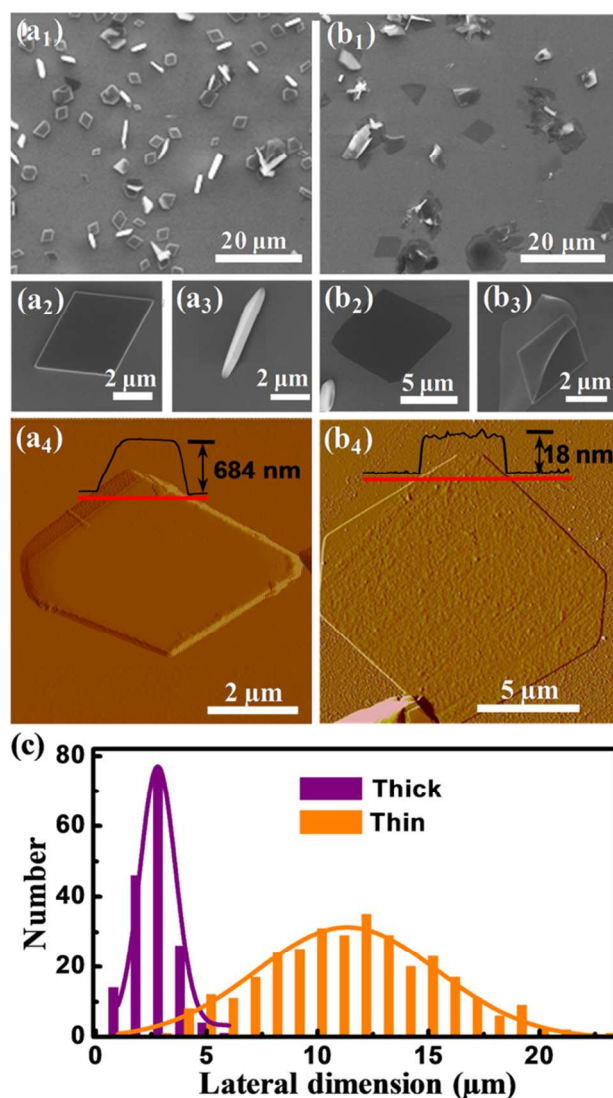 (a₁)
20 μm
(b₁)
20 μm
(a₂)
2 μm
(a₃)
2 μm
(b₂)
5 μm
(b₃)
2 μm
(a₄)
684 nm
2 μm
(b₄)
18 nm
5 μm
(c)
80
60
40
20
0
Number
Thick
Thin
0 5 10 15 20
Lateral dimension (μm)